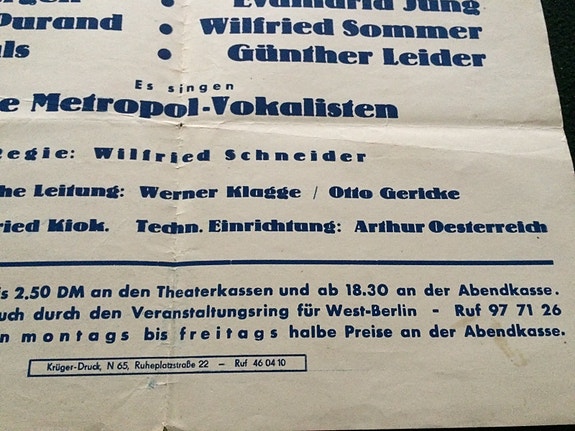 Evamaria Jung
Durand • Wilfried Sommer
• Günther Leider
Es singen
e Metropol-Vokalisten
Regie: Wilfried Schneider
he Leitung: Werner Klagge / Otto Gericke
ried Kiok. Techn. Einrichtung: Arthur Oesterreich
is 2.50 DM an den Theaterkassen und ab 18.30 an der Abendkasse.
uch durch den Veranstaltungsring für West-Berlin - Ruf 97 71 26
n montags bis freitags halbe Preise an der Abendkasse.
Krüger-Druck, N 65, Ruheplatzstraße 22 – Ruf 46 04 10